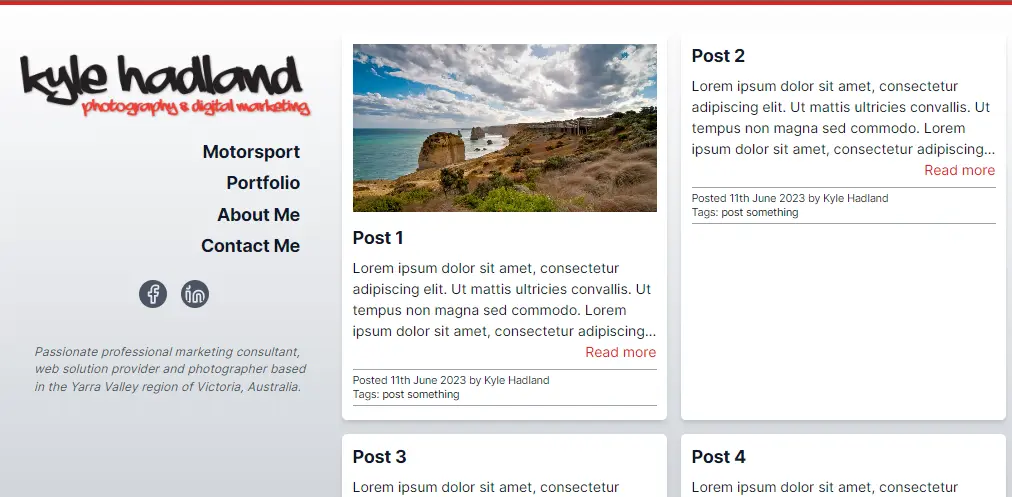 kyle hadland
photography & digital marketing
Motorsport
Portfolio
About Me
Contact Me
Passionate professional marketing consultant,
web solution provider and photographer based
in the Yarra Valley region of Victoria, Australia.
Post 1
Lorem ipsum dolor sit amet, consectetur
adipiscing elit. Ut mattis ultricies convallis. Ut
tempus non magna sed commodo. Lorem
ipsum dolor sit amet, consectetur adipiscing...
Read more
Posted 11th June 2023 by Kyle Hadland
Tags: post something
Post 2
Lorem ipsum dolor sit amet, consectetur
adipiscing elit. Ut mattis ultricies convallis. Ut
tempus non magna sed commodo. Lorem
ipsum dolor sit amet, consectetur adipiscing...
Read more
Posted 11th June 2023 by Kyle Hadland
Tags: post something
Post 3
Lorem ipsum dolor sit amet, consectetur
Post 4
Lorem ipsum dolor sit amet, consectetur